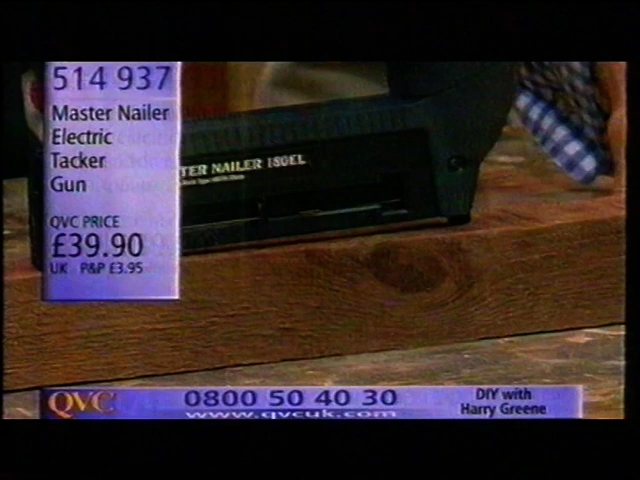 514 937
Master Nailer
Electric
Tacker
Gun
QVC PRICE
£39.90
UK P&P £3.95
TER NAILER 180EL
QVC
0800 50 40 30
www.qvcuk.com
DIY with
Harry Greene